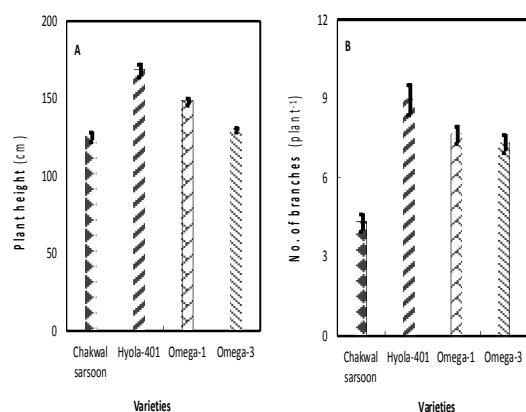 A
Plant height (cm)
200
150
100
50
0
Chakwal sarsoon
Hyola-401
Omega-1
Omega-3
Varieties
B
No. of branches (plant⁻¹)
12
9
6
3
0
Chakwal sarsoon
Hyola-401
Omega-1
Omega-3
Varieties